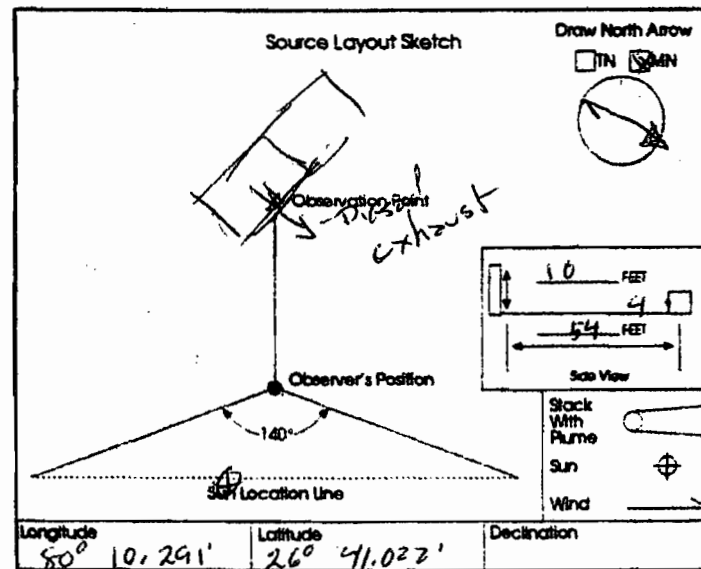 Source Layout Sketch
Draw North Arrow
TN MN
Observation Point
Diesel
exhaust
10 FEET
4
54 FEET
Side View
Observer's Position
140°
Stack
With
Plume
Sun
Wind
Sun Location Line
Longitude Latitude Declination
80° 10.291' 26° 41.022'